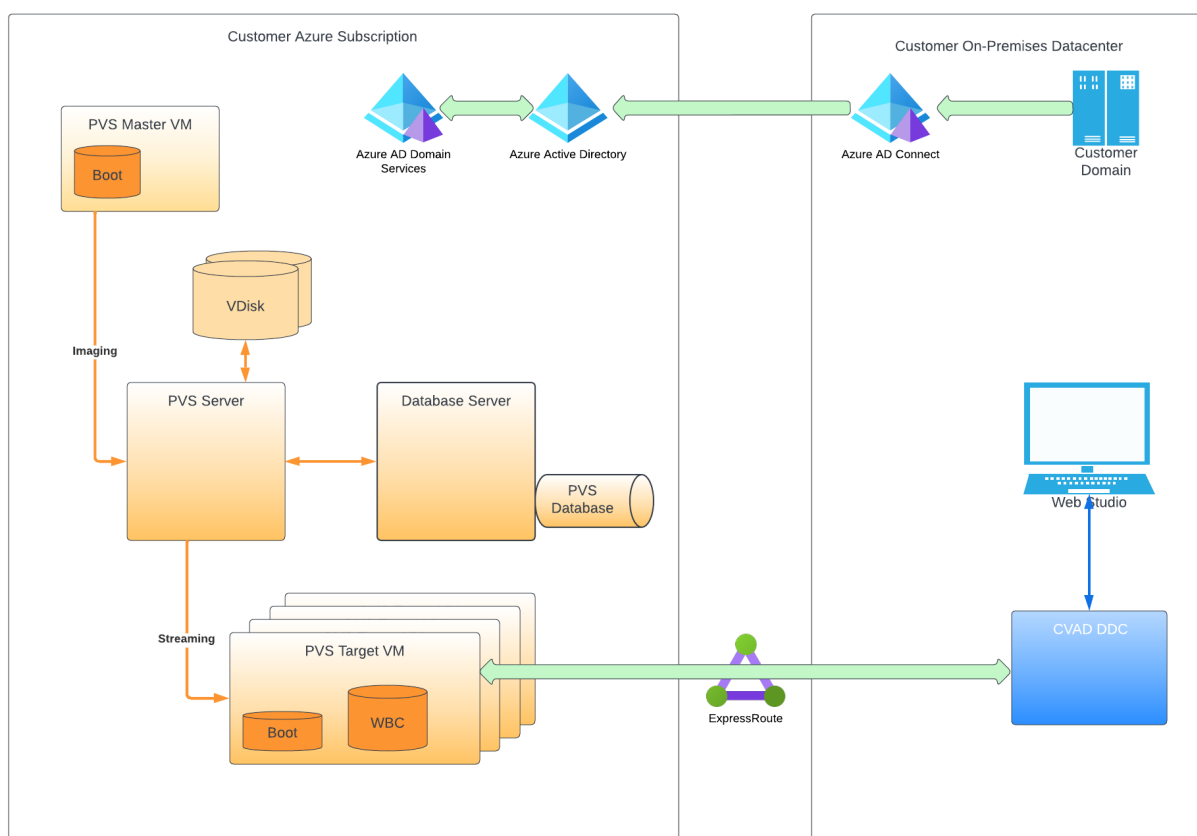 Customer Azure Subscription
Customer On-Premises Datacenter
PVS Master VM
Boot
Azure AD Domain
Services
Azure Active Directory
Azure AD Connect
Customer
Domain
VDisk
Imaging
PVS Server
Database Server
PVS
Database
Web Studio
Streaming
PVS Target VM
Boot
WBC
ExpressRoute
CVAD DDC